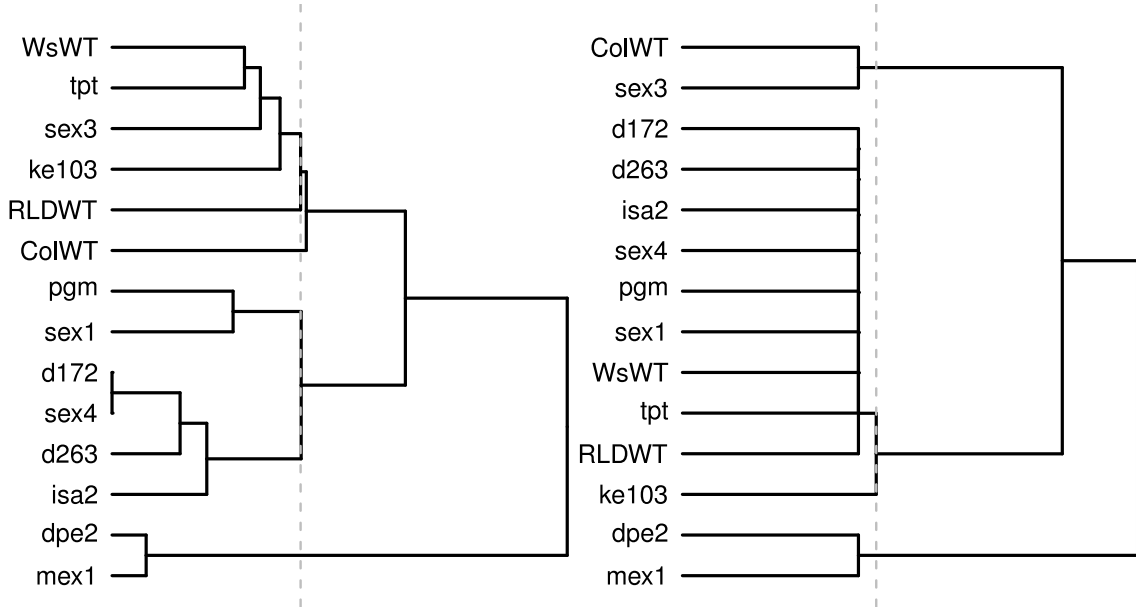 WsWT
tpt
sex3
ke103
RLDWT
ColWT
pgm
sex1
d172
sex4
d263
isa2
dpe2
mex1
ColWT
sex3
d172
d263
isa2
sex4
pgm
sex1
WsWT
tpt
RLDWT
ke103
dpe2
mex1